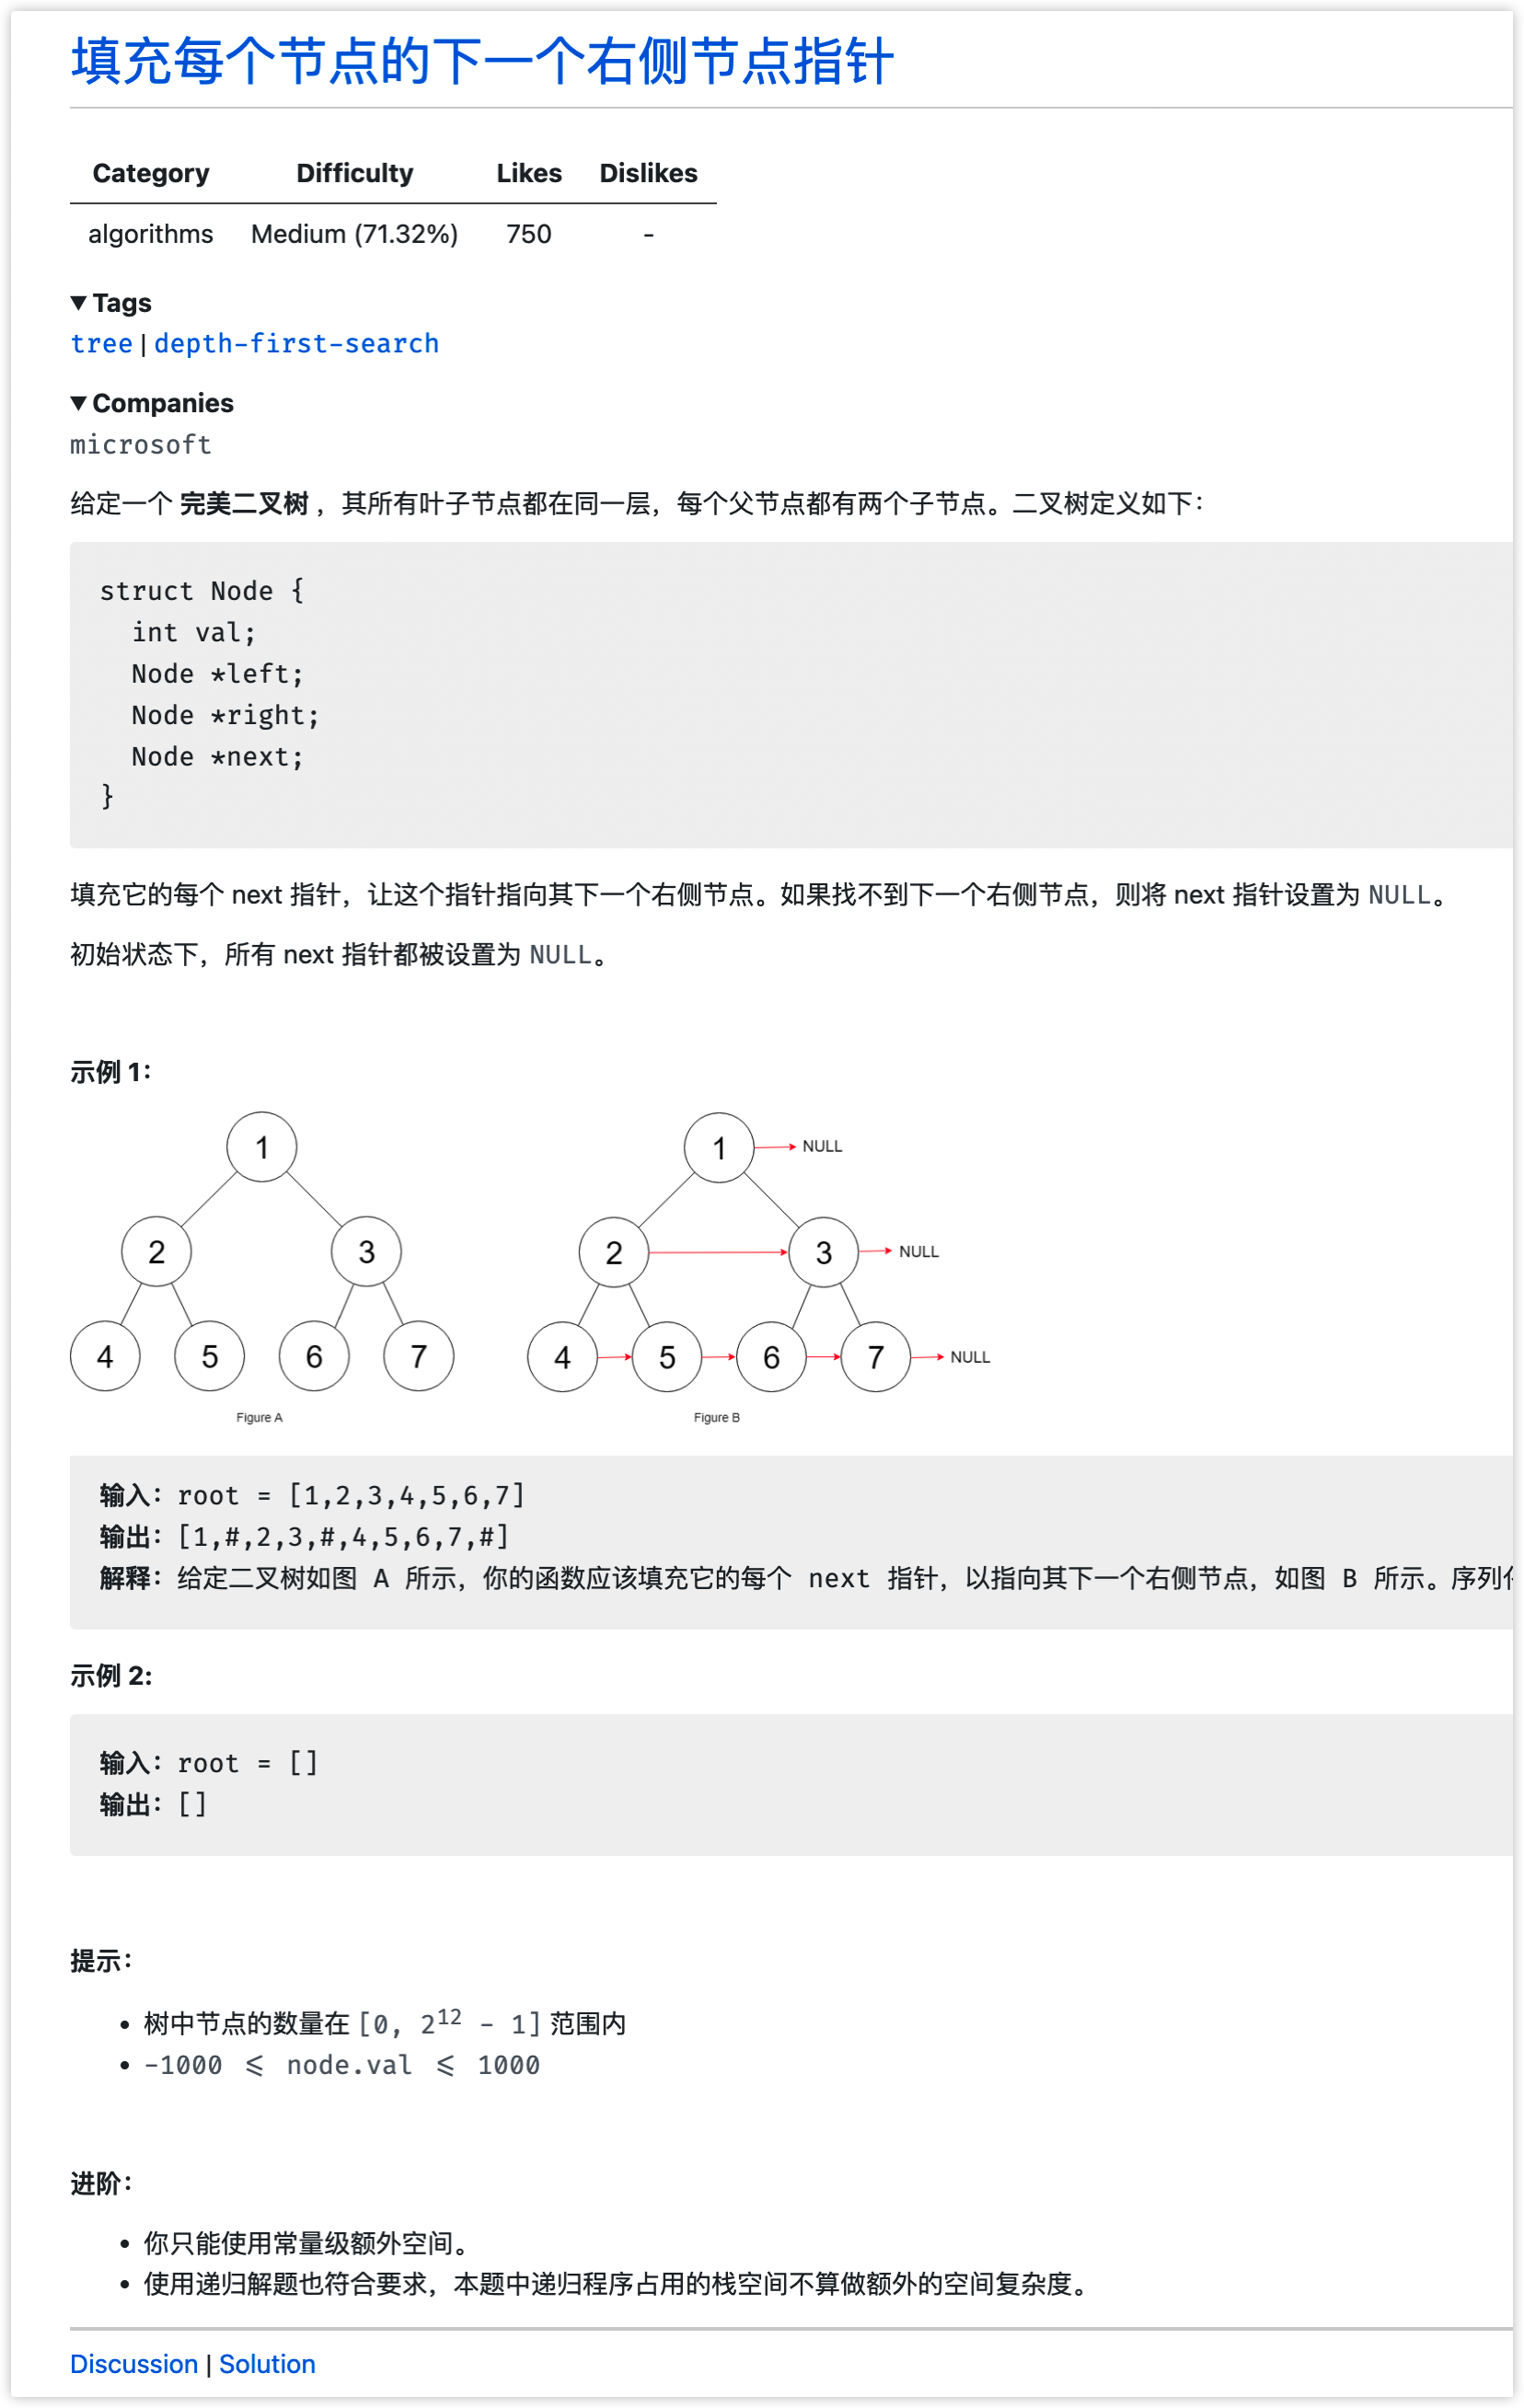 填充每个节点的下一个右侧节点指针
Category Difficulty Likes Dislikes
algorithms Medium (71.32%) 750 -
▼ Tags
tree | depth-first-search
▼ Companies
microsoft
给定一个 完美二叉树 ，其所有叶子节点都在同一层，每个父节点都有两个子节点。二叉树定义如下：
struct Node {
  int val;
  Node *left;
  Node *right;
  Node *next;
}
填充它的每个 next 指针，让这个指针指向其下一个右侧节点。如果找不到下一个右侧节点，则将 next 指针设置为 NULL。
初始状态下，所有 next 指针都被设置为 NULL。
示例 1：
1 1 NULL
2 3 2 3 NULL
4 5 6 7 4 5 6 7 NULL
Figure A Figure B
输入：root = [1,2,3,4,5,6,7]
输出：[1,#,2,3,#,4,5,6,7,#]
解释：给定二叉树如图 A 所示，你的函数应该填充它的每个 next 指针，以指向其下一个右侧节点，如图 B 所示。序列
示例 2:
输入：root = []
输出：[]
提示：
• 树中节点的数量在 [0, 2¹² - 1] 范围内
• -1000 ⩽ node.val ⩽ 1000
进阶：
• 你只能使用常量级额外空间。
• 使用递归解题也符合要求，本题中递归程序占用的栈空间不算做额外的空间复杂度。
Discussion | Solution